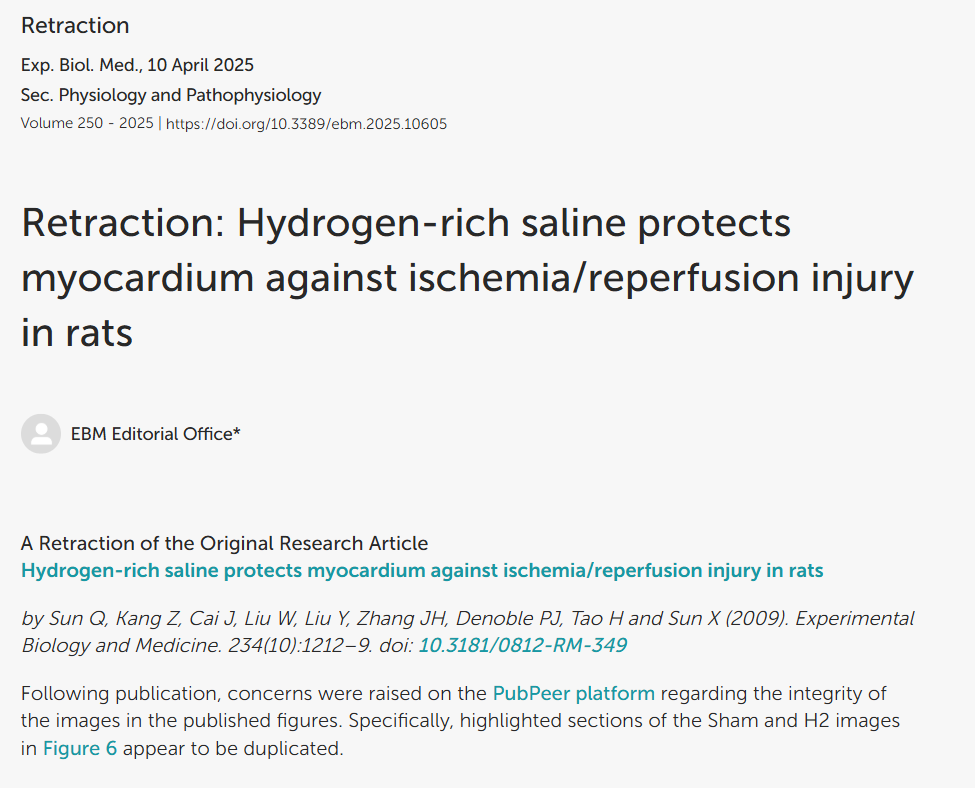 Retraction
Exp. Biol. Med., 10 April 2025
Sec. Physiology and Pathophysiology
Volume 250 - 2025 | https://doi.org/10.3389/ebm.2025.10605
Retraction: Hydrogen-rich saline protects
myocardium against ischemia/reperfusion injury
in rats
EBM Editorial Office*
A Retraction of the Original Research Article
Hydrogen-rich saline protects myocardium against ischemia/reperfusion injury in rats
by Sun Q, Kang Z, Cai J, Liu W, Liu Y, Zhang JH, Denoble PJ, Tao H and Sun X (2009). Experimental
Biology and Medicine. 234(10):1212–9. doi: 10.3181/0812-RM-349
Following publication, concerns were raised on the PubPeer platform regarding the integrity of
the images in the published figures. Specifically, highlighted sections of the Sham and H2 images
in Figure 6 appear to be duplicated.